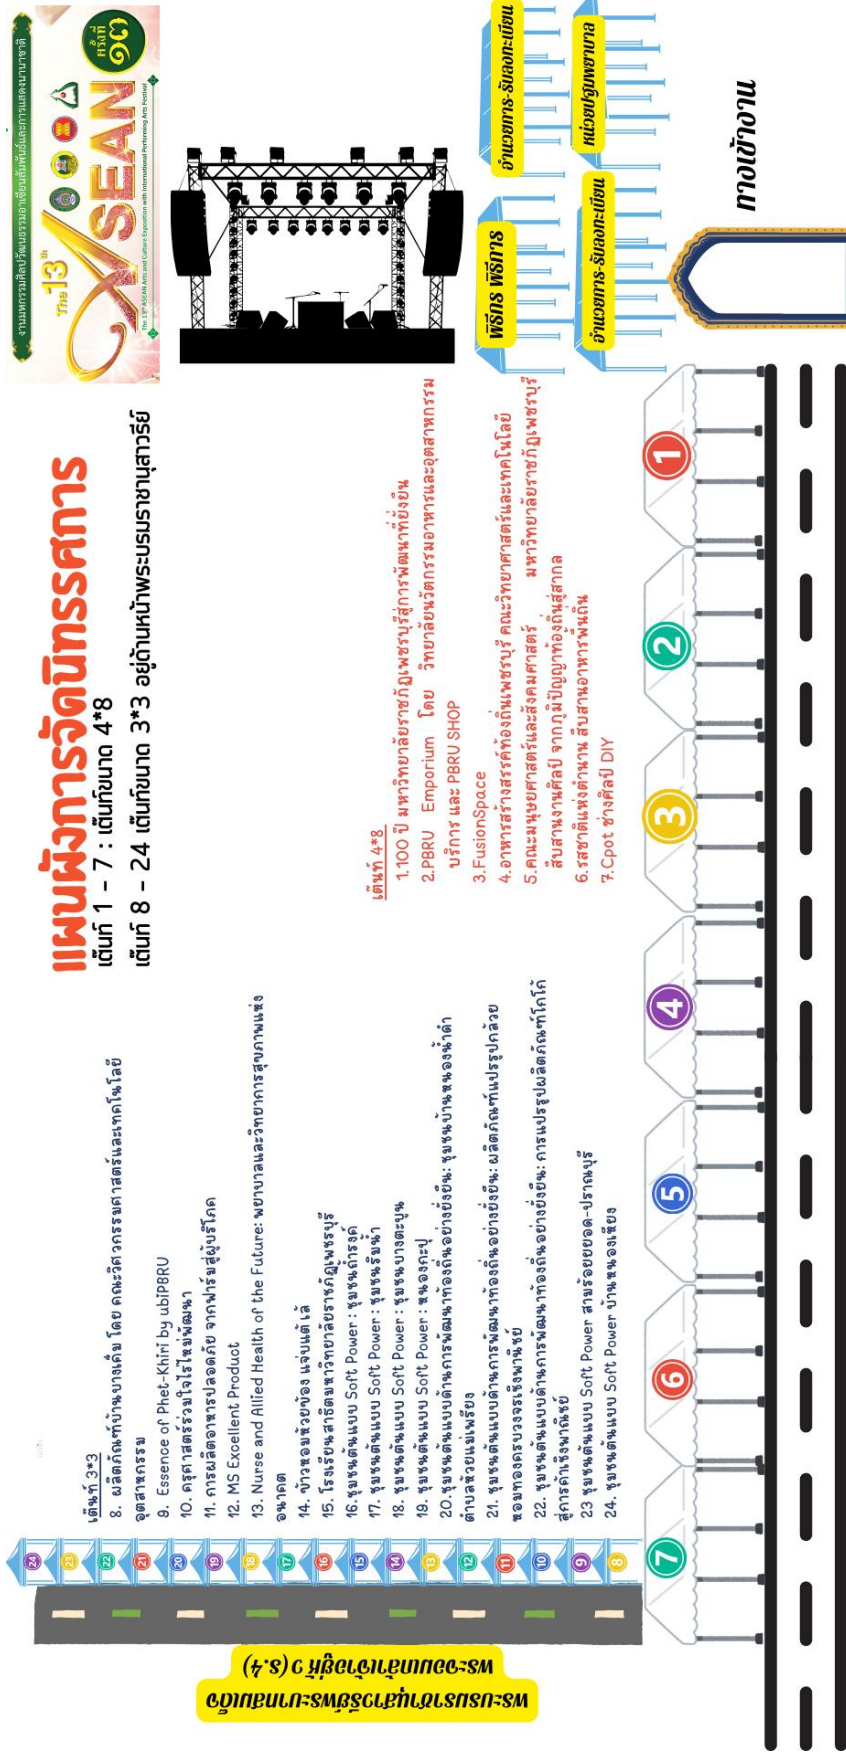 งานมหกรรมศิลปวัฒนธรรมอาเซียนสัมพันธ์และการแสดงนานาชาติ
ครั้งที่ ๑๓
The 13th
ASEAN
The 13th ASEAN Arts and Culture Exposition with International Performing Arts Festival
แผนผังการจัดนิทรรศการ
เต็นท์ 1 - 7 : เต็นท์ขนาด 4*8
เต็นท์ 8 - 24 เต็นท์ขนาด 3*3 อยู่ด้านหน้าพระบรมราชานุสาวรีย์
เต็นท์ 3*3
8. ผลิตภัณฑ์บ้านบางเค็ม โดย คณะวิศวกรรมศาสตร์และเทคโนโลยี
อุตสาหกรรม
9. Essence of Phet-Khiri by ubiPBRU
10. ครุศาสตร์ร่วมใจไรไหมพัฒนา
11. การผลิตอาหารปลอดภัย จากฟาร์มสู่ผู้บริโภค
12. MS Excellent Product
13. Nurse and Allied Health of the Future: พยาบาลและวิทยาการสุขภาพแห่ง
อนาคต
14. ข้าวหอมห้วยข้อง แจ่บแต้ เล้
15. โรงเรียนสาธิตมหาวิทยาลัยราชภัฏเพชรบุรี
16.ชุมชนต้นแบบ Soft Power : ชุมชนถ้ำรงค์
17. ชุมชนต้นแบบ Soft Power : ชุมชนริมน้ำ
18. ชุมชนต้นแบบ Soft Power : ชุมชนบางตะบูน
19. ชุมชนต้นแบบ Soft Power : หนองกะปุ
20.ชุมชนต้นแบบด้านการพัฒนาท้องถิ่นอย่างยั่งยืน: ชุมชนบ้านหนองน้ำดำ
ตำบลห้วยแม่เพรียง
21. ชุมชนต้นแบบด้านการพัฒนาท้องถิ่นอย่างยั่งยืน: ผลิตภัณฑ์แปรรูปกล้วย
หอมทองครบวงจรเชิงพาณิชย์
22. ชุมชนต้นแบบด้านการพัฒนาท้องถิ่นอย่างยั่งยืน: การแปรรูปผลิตภัณฑ์โกโก้
สู่การค้าเชิงพาณิชย์
23 ชุมชนต้นแบบ Soft Power สามร้อยยอด-ปราณบุรี
24. ชุมชนต้นแบบ Soft Power บ้านหนองเหียง
เต็นท์ 4*8
1.100 ปี มหาวิทยาลัยราชภัฏเพชรบุรีสู่การพัฒนาที่ยั่งยืน
2.PBRU Emporium โดย วิทยาลัยนวัตกรรมอาหารและอุตสาหกรรม
บริการ และ PBRU SHOP
3.FusionSpace
4.อาหารสร้างสรรค์ท้องถิ่นเพชรบุรี คณะวิทยาศาสตร์และเทคโนโลยี
5.คณะมนุษยศาสตร์และสังคมศาสตร์ มหาวิทยาลัยราชภัฏเพชรบุรี
สืบสานงานศิลป์ จากภูมิปัญญาท้องถิ่นสู่สากล
6.รสชาติแห่งตำนาน สืบสานอาหารพื้นถิ่น
7.Cpot ช่างศิลป์ DIY
พิธีกร พิธีการ
อำนวยการ-รับลงทะเบียน
อำนวยการ-รับลงทะเบียน
หน่วยปฐมพยาบาล
ทางเข้างาน
พระบรมราชานุสาวรีย์พระบาทสมเด็จ
พระจอมเกล้าเจ้าอยู่หัว (ร.4)
24
23
22
21
20
19
18
17
16
15
14
13
12
11
10
9
8
7
6
5
4
3
2
1